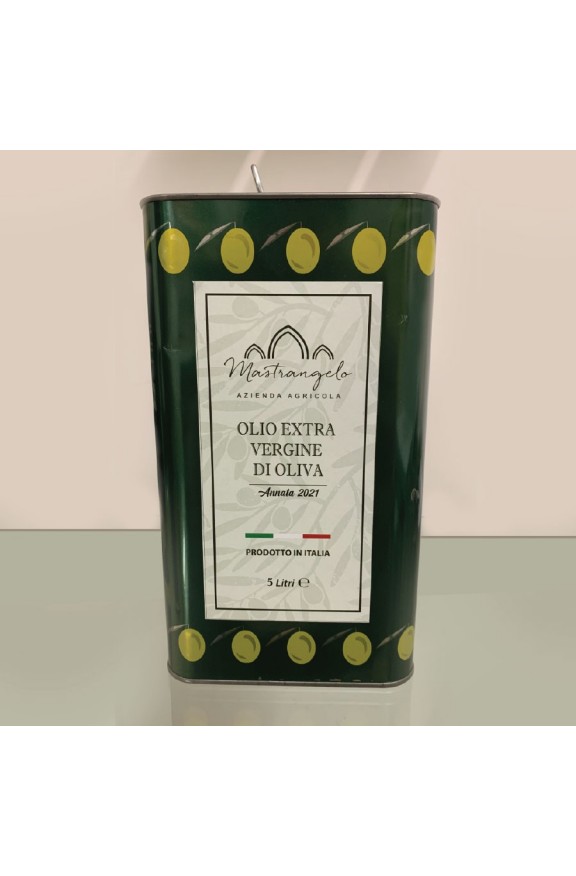 Mastrangelo
AZIENDA AGRICOLA
OLIO EXTRA
VERGINE
DI OLIVA
Annata 2021
PRODOTTO IN ITALIA
5 Litri ℮